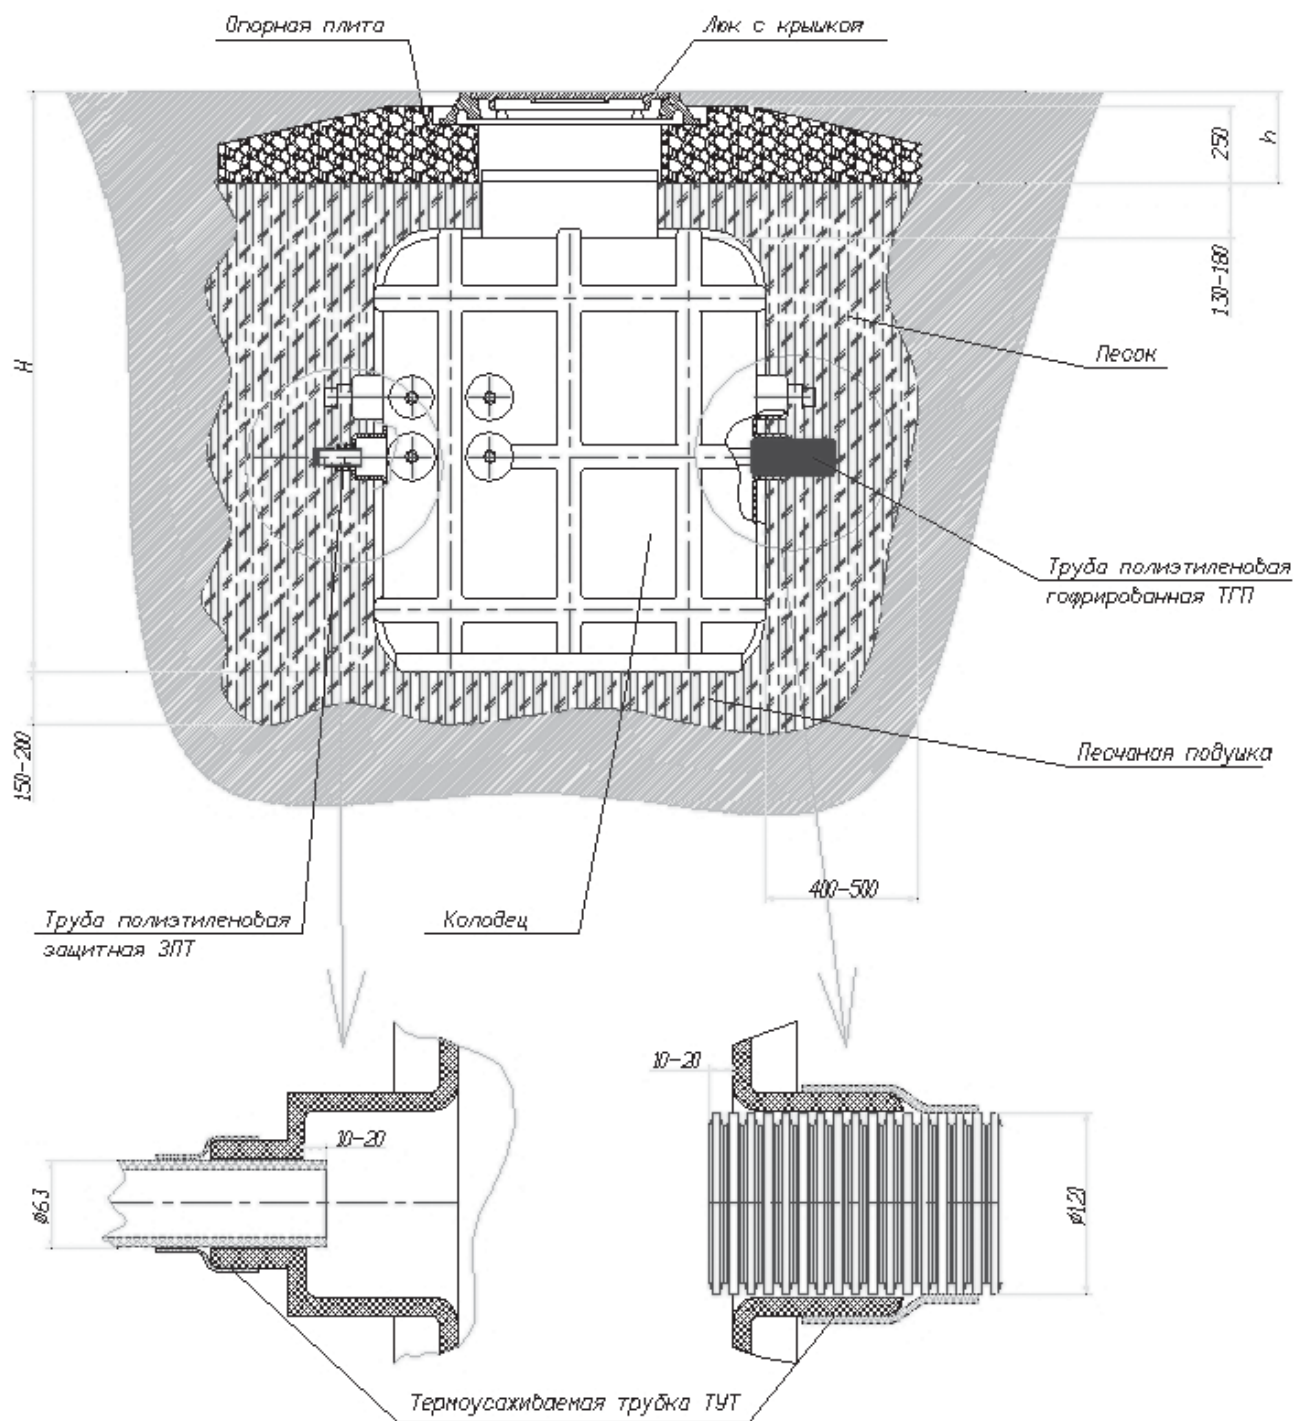 Опорная плита
Люк с крышкой
250
h
130-180
Песок
H
Труба полиэтиленовая
гофрированная ТГП
Песчаная подушка
150-200
400-500
Труба полиэтиленовая
защитная ЗПТ
Колодец
10-20
10-20
ø63
ø120
Термоусаживаемая трубка ТУТ